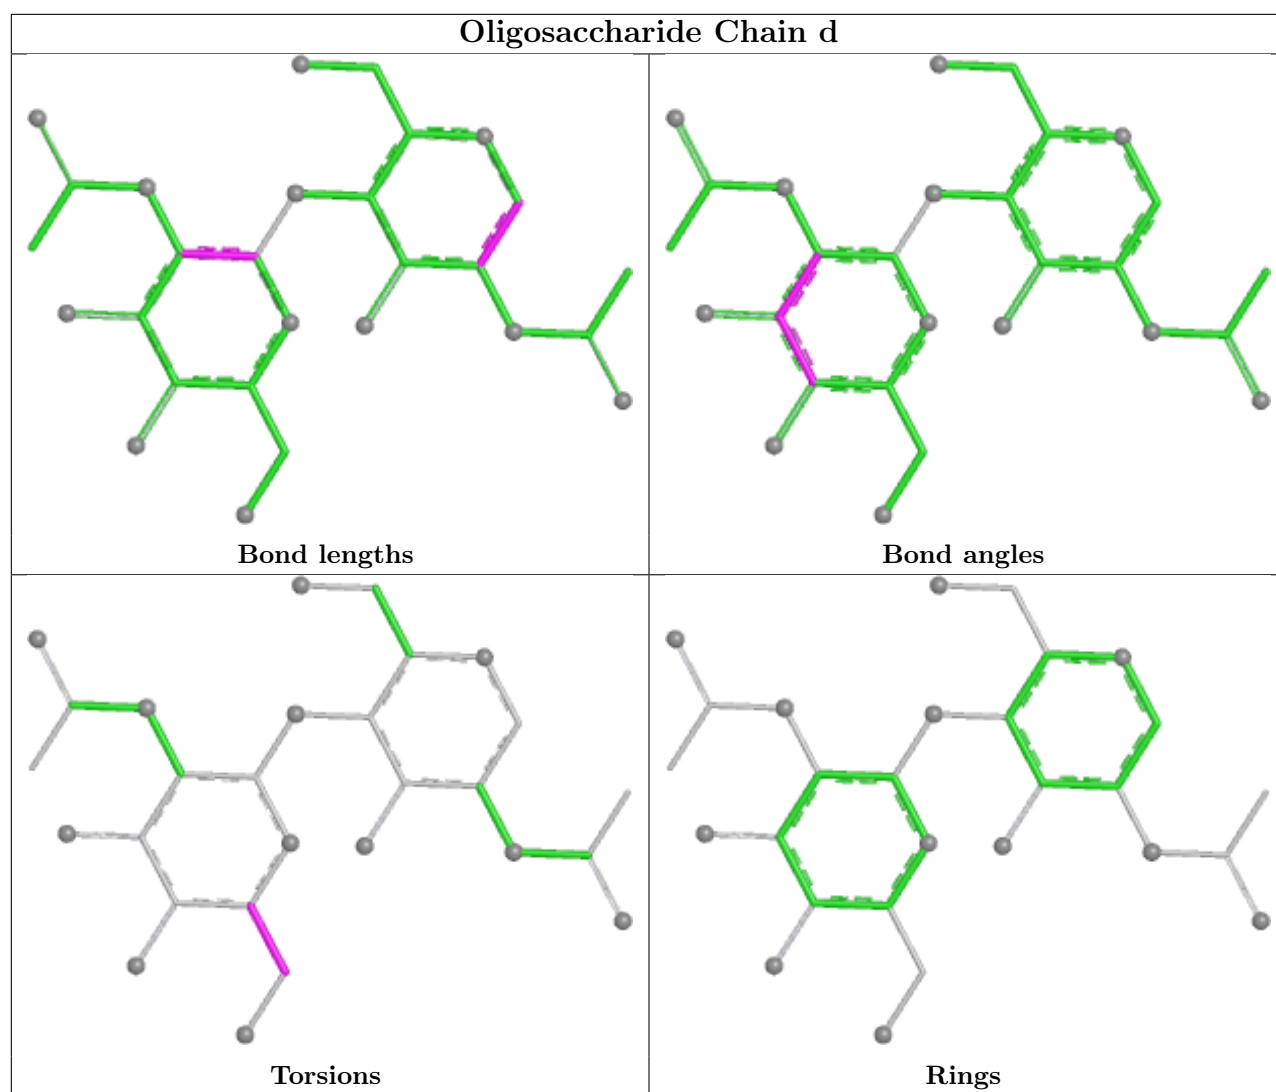 Oligosaccharide Chain d
Bond lengths
Bond angles
Torsions
Rings